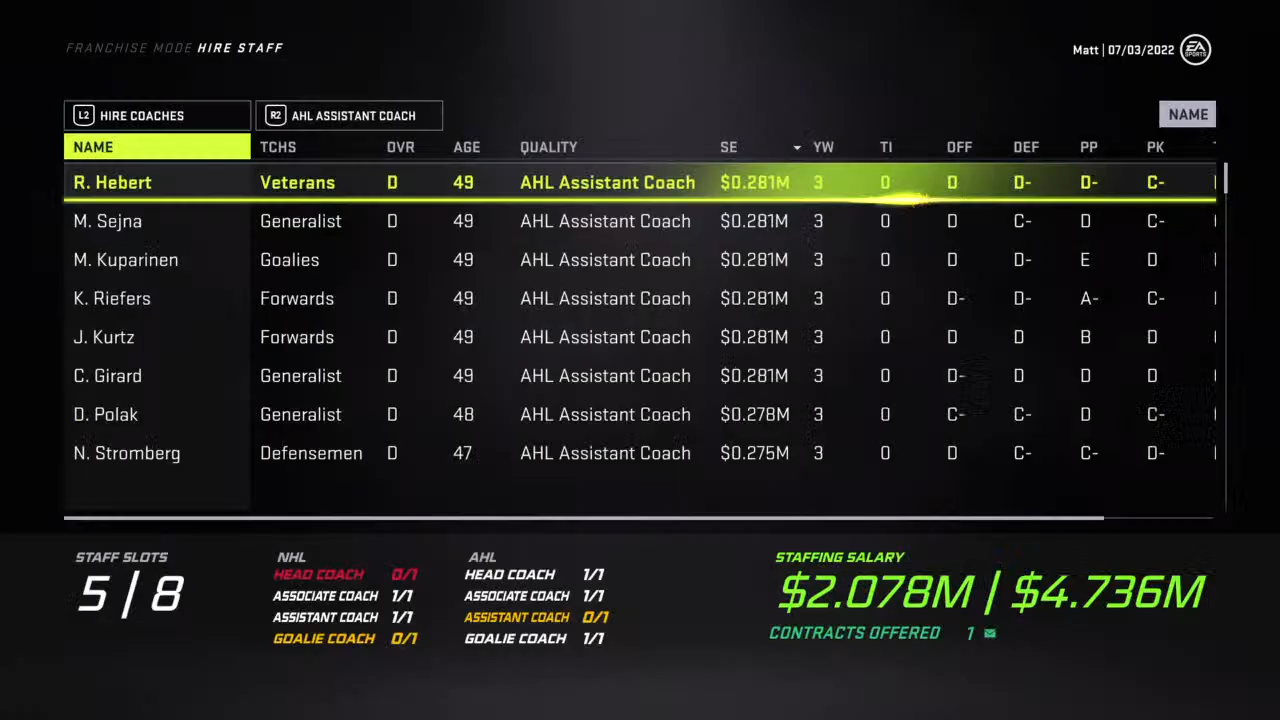 FRANCHISE MODE HIRE STAFF
Matt | 07/03/2022 EA SPORTS
L2 HIRE COACHES R2 AHL ASSISTANT COACH NAME
NAME TCHS OVR AGE QUALITY SE YW TI OFF DEF PP PK
R. Hebert Veterans D 49 AHL Assistant Coach $0.281M 3 0 D D- D- C-
M. Sejna Generalist D 49 AHL Assistant Coach $0.281M 3 0 D C- D C-
M. Kuparinen Goalies D 49 AHL Assistant Coach $0.281M 3 0 D D- E D
K. Riefers Forwards D 49 AHL Assistant Coach $0.281M 3 0 D- D- A- C-
J. Kurtz Forwards D 49 AHL Assistant Coach $0.281M 3 0 D D B D
C. Girard Generalist D 49 AHL Assistant Coach $0.281M 3 0 D- D D D
D. Polak Generalist D 48 AHL Assistant Coach $0.278M 3 0 C- C- D C-
N. Stromberg Defensemen D 47 AHL Assistant Coach $0.275M 3 0 D C- C- D-
STAFF SLOTS NHL AHL STAFFING SALARY
5 / 8 $2.078M | $4.736M
HEAD COACH 0/1 HEAD COACH 1/1
ASSOCIATE COACH 1/1 ASSOCIATE COACH 1/1
ASSISTANT COACH 1/1 ASSISTANT COACH 0/1
GOALIE COACH 0/1 GOALIE COACH 1/1
CONTRACTS OFFERED 1